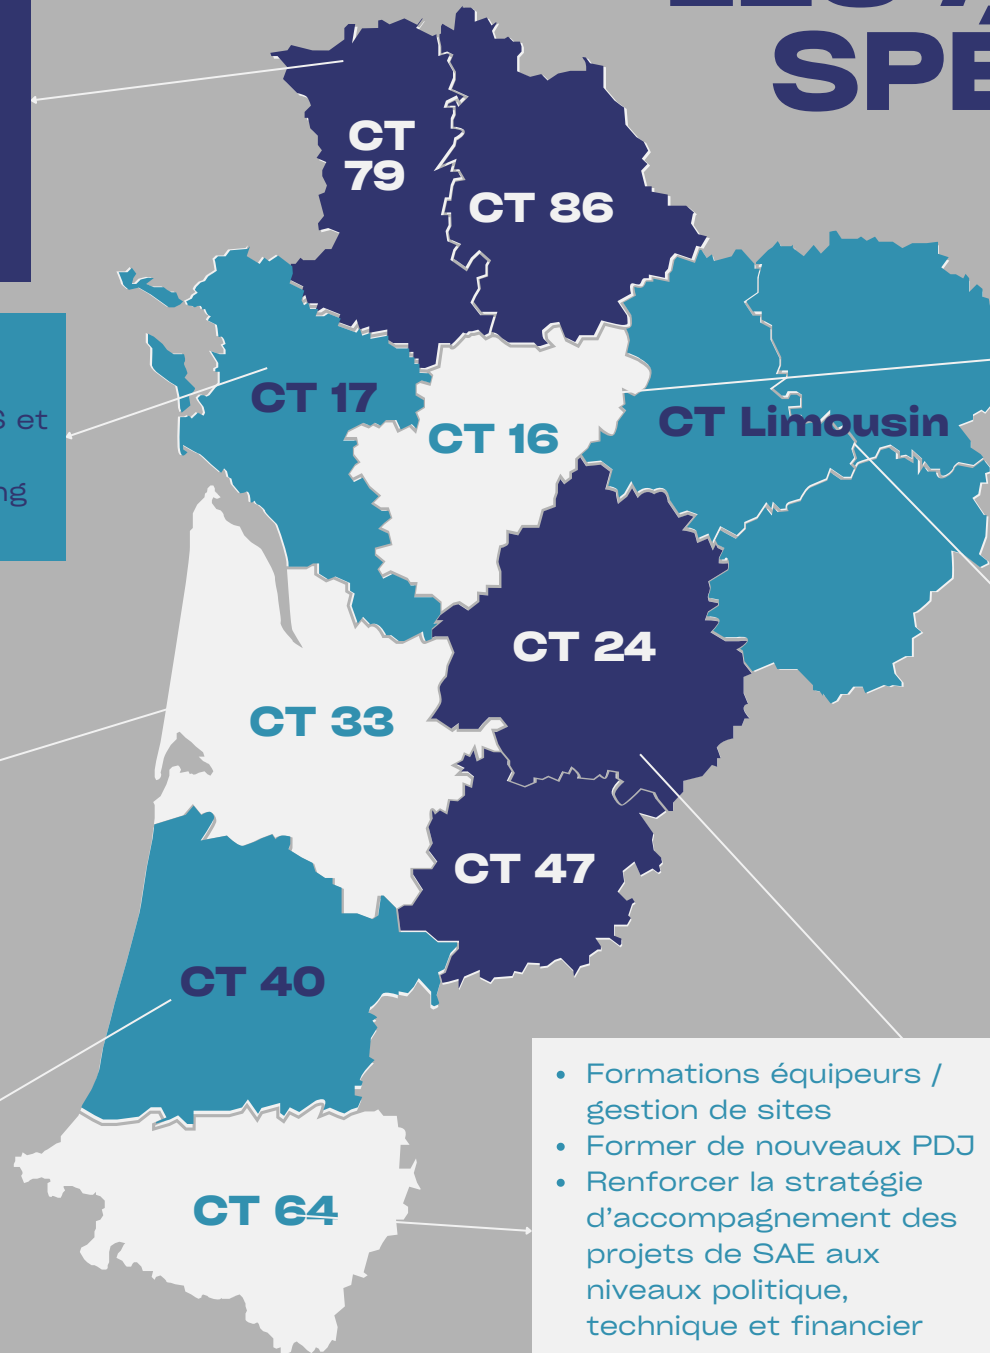 SPE
CT
79
CT 86
S et
ng
CT 17
CT 16
CT Limousin
CT 24
CT 33
CT 47
CT 40
CT 64
• Formations équipeurs /
gestion de sites
• Former de nouveaux PDJ
• Renforcer la stratégie
d'accompagnement des
projets de SAE aux
niveaux politique,
technique et financier